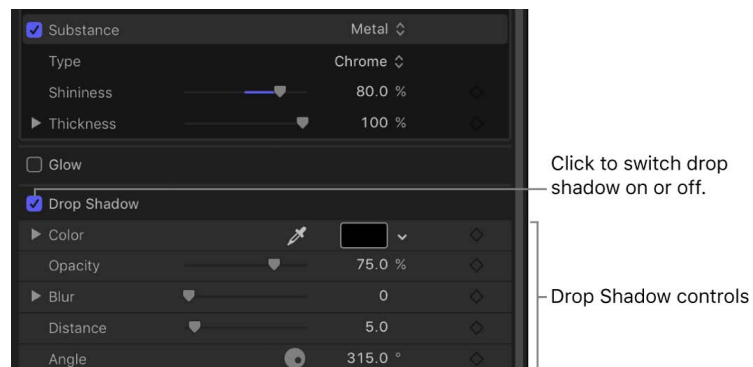 Substance Metal
Type Chrome
Shininess 80.0 %
Thickness 100 %
Glow
Drop Shadow
Color
Opacity 75.0 %
Blur 0
Distance 5.0
Angle 315.0 °
Click to switch drop
shadow on or off.
Drop Shadow controls